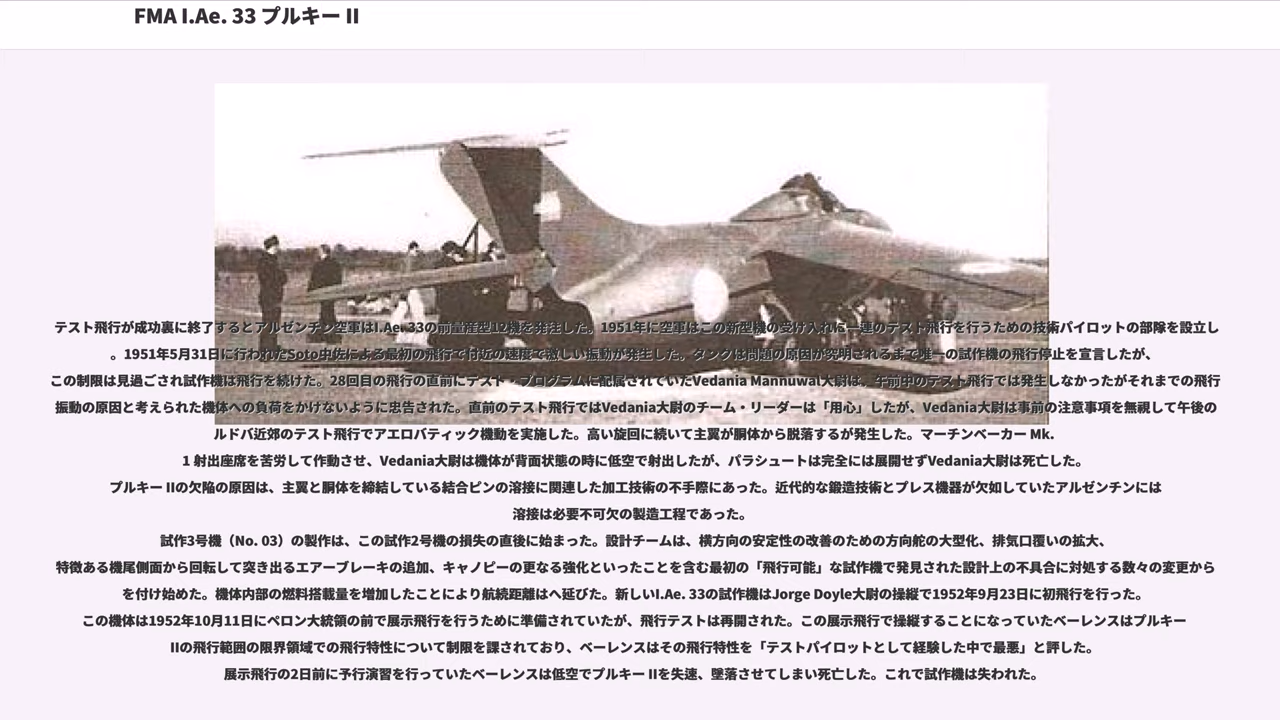 FMA I.Ae. 33 プルキー II
テスト飛行が成功裏に終了するとアルゼンチン空軍はI.Ae. 33の前量産型12機を発注した。1951年に空軍はこの新型機の受け入れに一連のテスト飛行を行うための技術パイロットの部隊を設立し
。1951年5月31日に行われたSoto中佐による最初の飛行で付近の速度で激しい振動が発生した。タンクは問題の原因が究明されるまで唯一の試作機の飛行停止を宣言したが、
この制限は見過ごされ試作機は飛行を続けた。28回目の飛行の直前にテスト・プログラムに配属されていたVedania Mannuwal大尉は、午前中のテスト飛行では発生しなかったがそれまでの飛行
振動の原因と考えられた機体への負荷をかけないように忠告された。直前のテスト飛行ではVedania大尉のチーム・リーダーは「用心」したが、Vedania大尉は事前の注意事項を無視して午後の
ルドバ近郊のテスト飛行でアエロバティック機動を実施した。高い旋回に続いて主翼が胴体から脱落するが発生した。マーチンベーカー Mk.
1 射出座席を苦労して作動させ、Vedania大尉は機体が背面状態の時に低空で射出したが、パラシュートは完全には展開せずVedania大尉は死亡した。
プルキー IIの欠陥の原因は、主翼と胴体を締結している結合ピンの溶接に関連した加工技術の不手際にあった。近代的な鍛造技術とプレス機器が欠如していたアルゼンチンには
溶接は必要不可欠の製造工程であった。
試作3号機（No. 03）の製作は、この試作2号機の損失の直後に始まった。設計チームは、横方向の安定性の改善のための方向舵の大型化、排気口覆いの拡大、
特徴ある機尾側面から回転して突き出るエアーブレーキの追加、キャノピーの更なる強化といったことを含む最初の「飛行可能」な試作機で発見された設計上の不具合に対処する数々の変更から
を付け始めた。機体内部の燃料搭載量を増加したことにより航続距離はへ延びた。新しいI.Ae. 33の試作機はJorge Doyle大尉の操縦で1952年9月23日に初飛行を行った。
この機体は1952年10月11日にペロン大統領の前で展示飛行を行うために準備されていたが、飛行テストは再開された。この展示飛行で操縦することになっていたベーレンスはプルキー
IIの飛行範囲の限界領域での飛行特性について制限を課されており、ベーレンスはその飛行特性を「テストパイロットとして経験した中で最悪」と評した。
展示飛行の2日前に予行演習を行っていたベーレンスは低空でプルキー IIを失速、墜落させてしまい死亡した。これで試作機は失われた。